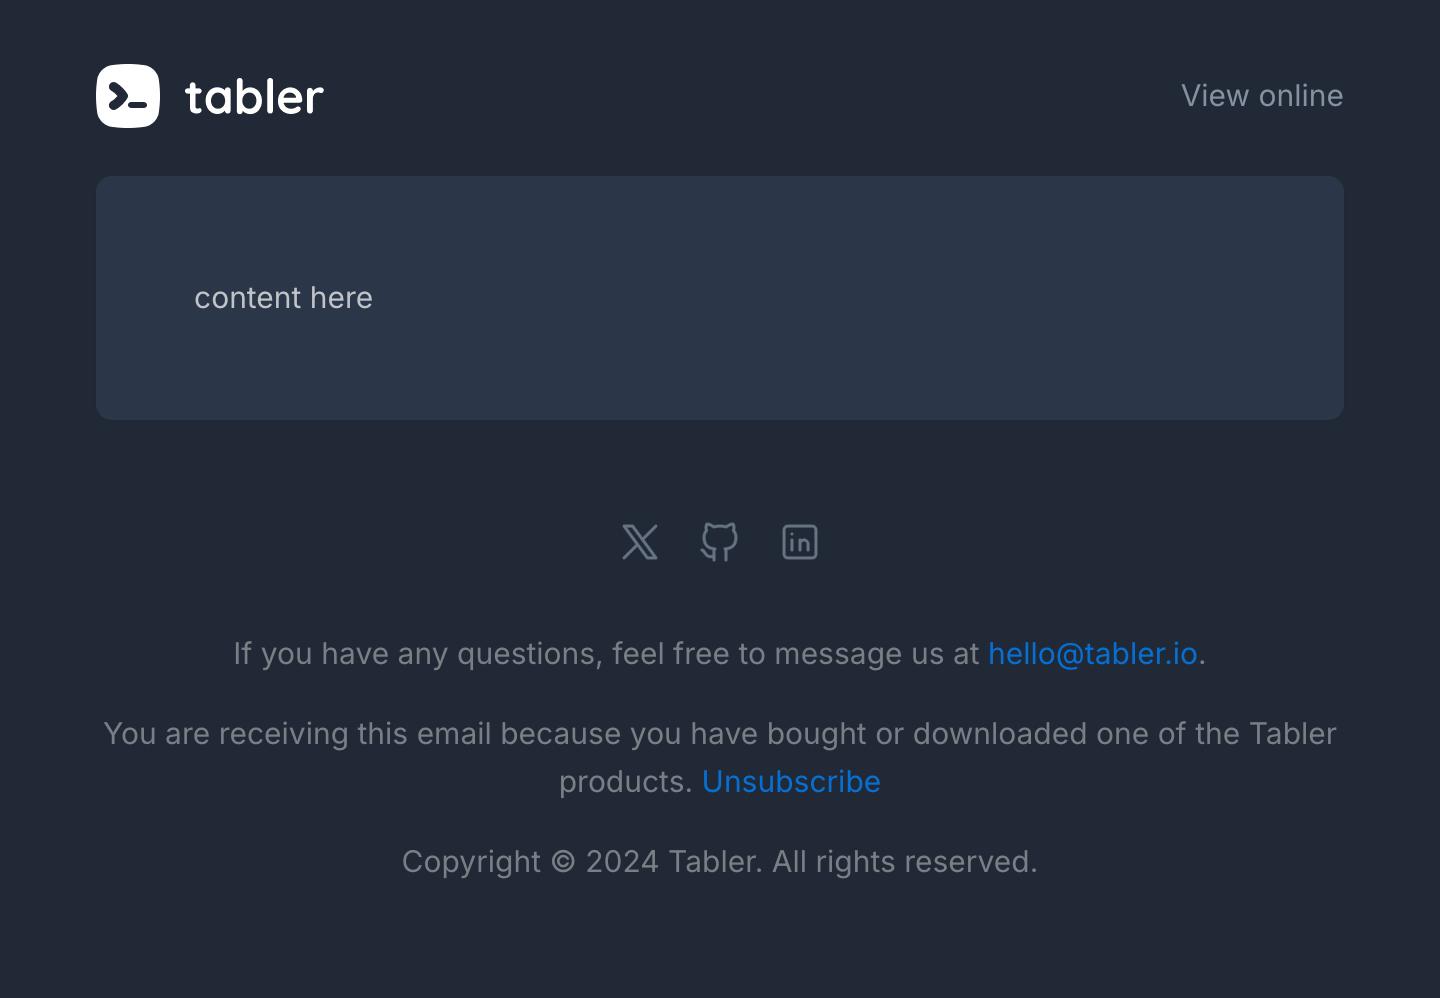 tabler
View online
content here
If you have any questions, feel free to message us at hello@tabler.io.
You are receiving this email because you have bought or downloaded one of the Tabler
products. Unsubscribe
Copyright © 2024 Tabler. All rights reserved.